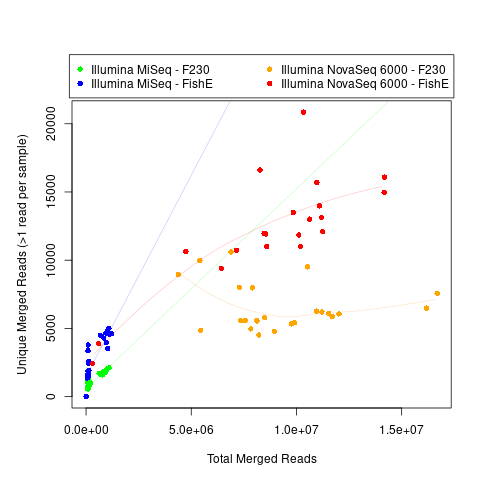 Illumina MiSeq - F230 Illumina NovaSeq 6000 - F230
Illumina MiSeq - FishE Illumina NovaSeq 6000 - FishE
Unique Merged Reads (>1 read per sample)
20000
15000
10000
5000
0
0.0e+00 5.0e+06 1.0e+07 1.5e+07
Total Merged Reads